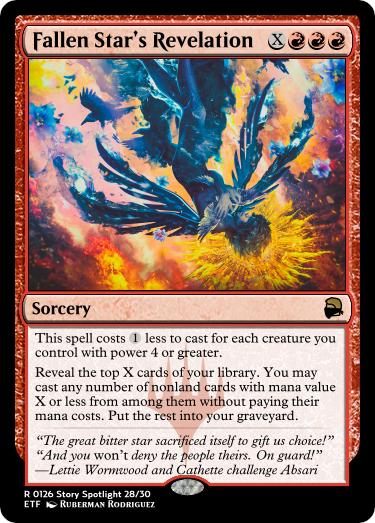 Fallen Star's Revelation X R R R
Sorcery
This spell costs 1 less to cast for each creature you
control with power 4 or greater.
Reveal the top X cards of your library. You may
cast any number of nonland cards with mana value
X or less from among them without paying their
mana costs. Put the rest into your graveyard.
“The great bitter star sacrificed itself to gift us choice!”
“And you won’t deny the people theirs. On guard!”
—Lettie Wormwood and Cathette challenge Absari
R 0126 Story Spotlight 28/30
ETF Ruberman Rodriguez